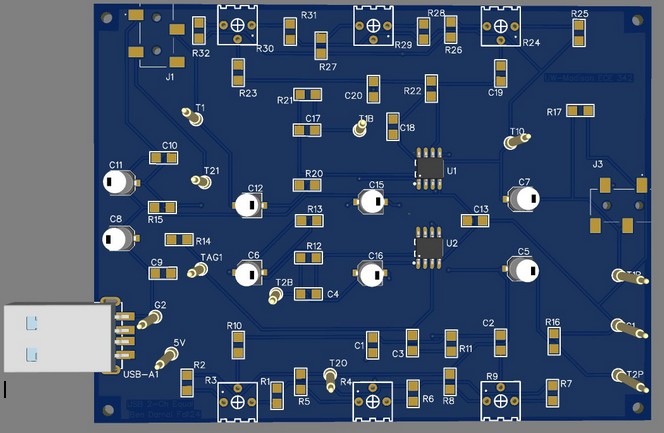 R31
R28
R25
R32
R30
R29
R26
R24
R27
J1
R23
R21
C20
R22
C19
T1
C17
T1B
C18
T10
R17
C10
C11
T21
R20
U1
C7
J3
C12
C15
R15
R13
C13
C8
R14
U2
R12
C6
C16
C5
C9
TAG1
T2B
C4
G2
5V
R10
C1
C3
R11
C2
R16
USB-A1
R2
R3
R1
R5
T20
R4
R6
R8
R9
R7
T2P